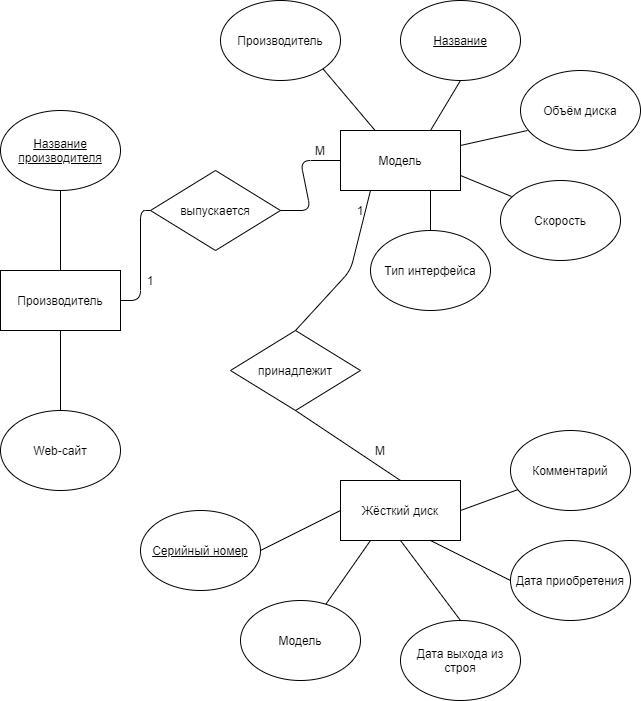 Производитель
Название
Объём диска
Название
производителя
М
Модель
выпускается
1
Скорость
Тип интерфейса
1
Производитель
принадлежит
Web-сайт
М
Комментарий
Жёсткий диск
Серийный номер
Дата приобретения
Модель
Дата выхода из
строя